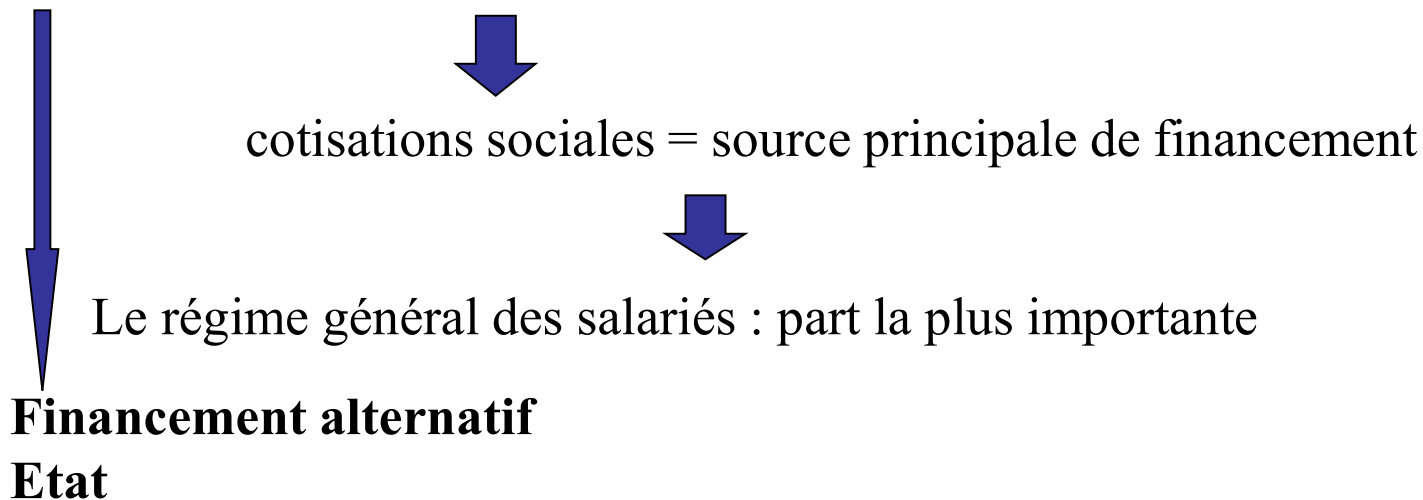 cotisations sociales = source principale de financement
Le régime général des salariés : part la plus importante
Financement alternatif
Etat